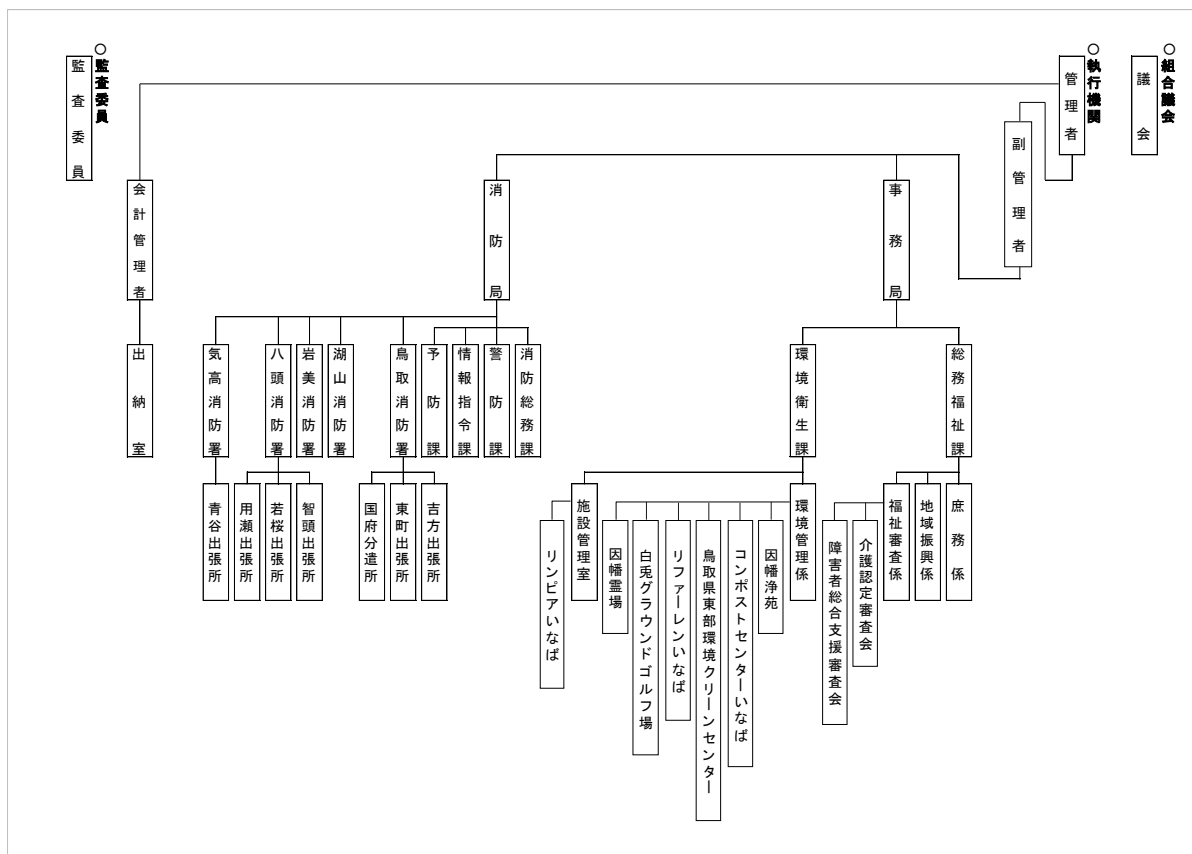 ○組合議会
議会
○執行機関
管理者
副管理者
事務局
総務福祉課
庶務係
地域振興係
福祉審査係
介護認定審査会
障害者総合支援審査会
環境衛生課
環境管理係
因幡浄苑
コンポストセンターいなば
鳥取県東部環境クリーンセンター
リファーレンいなば
白兎グラウンドゴルフ場
因幡霊場
施設管理室
リンピアいなば
消防局
消防総務課
警防課
情報指令課
予防課
鳥取消防署
吉方出張所
東町出張所
国府分遣所
湖山消防署
岩美消防署
八頭消防署
智頭出張所
若桜出張所
用瀬出張所
気高消防署
青谷出張所
会計管理者
出納室
○監査委員
監査委員